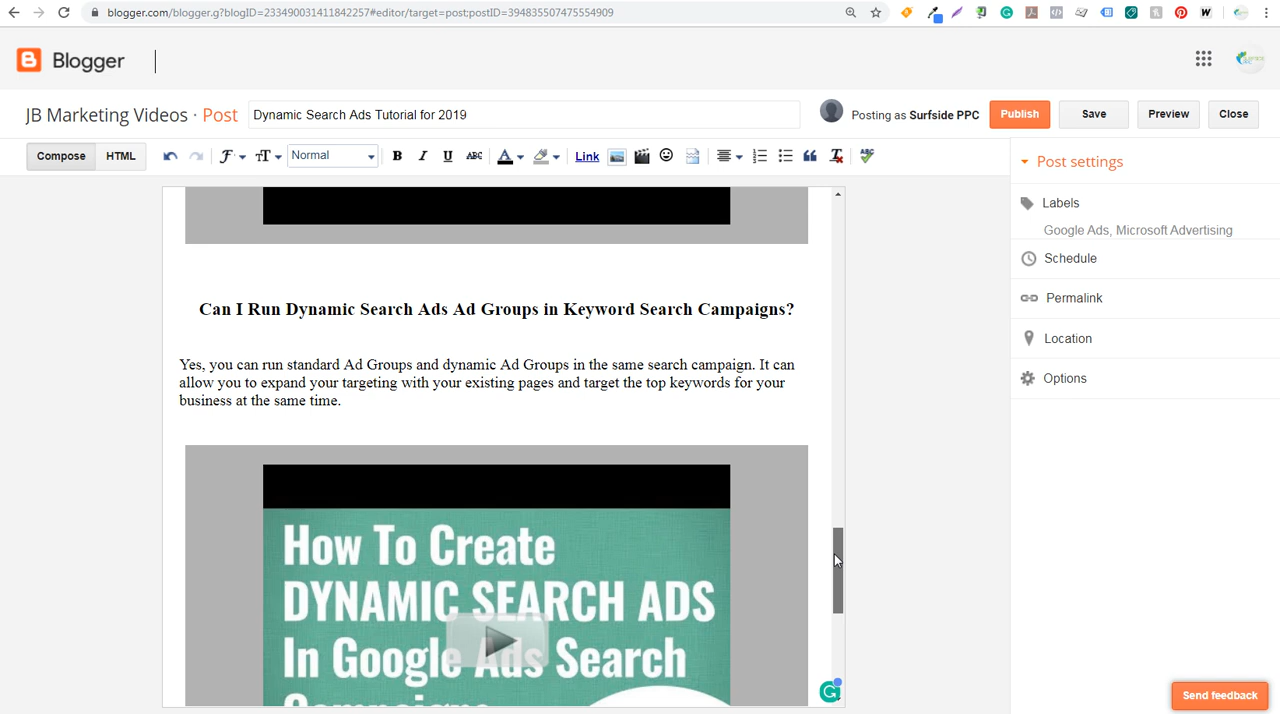 blogger.com/blogger.g?blogID=233490031411842257#editor/target=post;postID=394835507475554909
Blogger
JB Marketing Videos · Post
Dynamic Search Ads Tutorial for 2019
Posting as Surfside PPC
Publish
Save
Preview
Close
Compose
HTML
Normal
B
I
U
ABC
A
Link
ABC
Post settings
Labels
Google Ads, Microsoft Advertising
Schedule
Permalink
Location
Options
Can I Run Dynamic Search Ads Ad Groups in Keyword Search Campaigns?
Yes, you can run standard Ad Groups and dynamic Ad Groups in the same search campaign. It can
allow you to expand your targeting with your existing pages and target the top keywords for your
business at the same time.
How To Create
DYNAMIC SEARCH ADS
In Google Ads Search
Campaigns
Send feedback